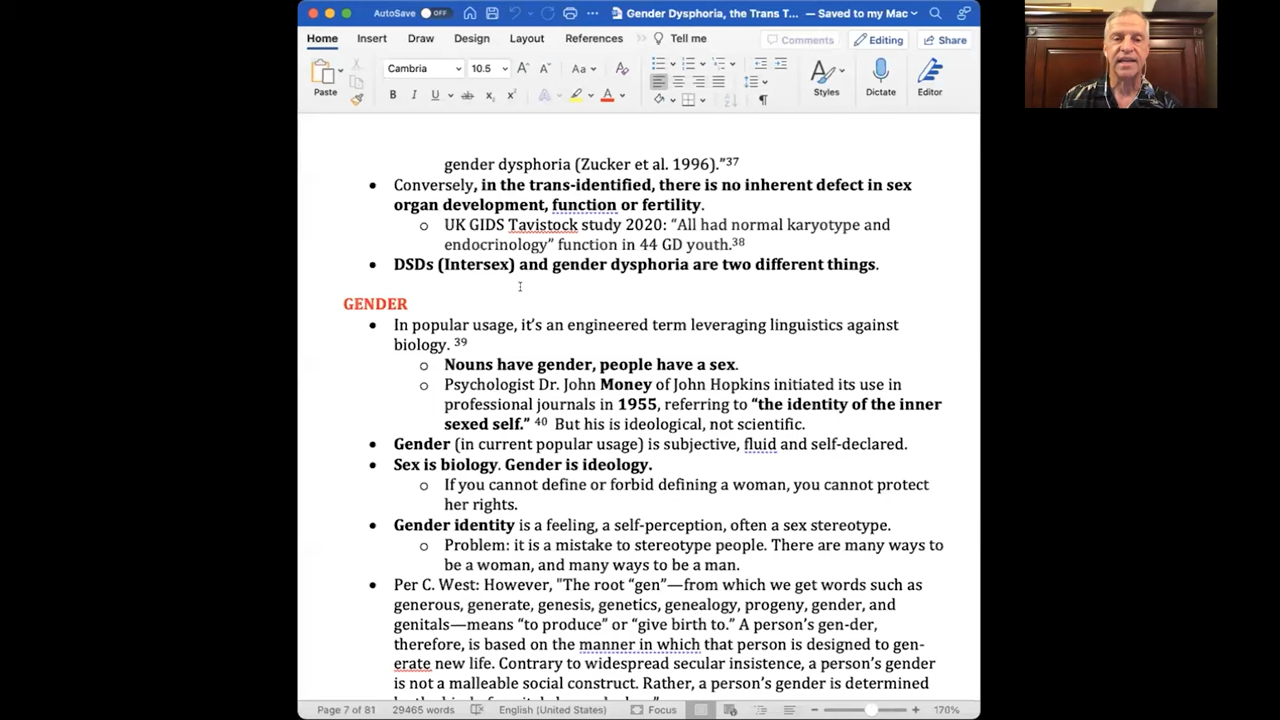 AutoSave OFF Gender Dysphoria, the Trans T... — Saved to my Mac
Home Insert Draw Design Layout References Tell me Comments Editing Share
Paste Cambria 10.5 Styles Dictate Editor
gender dysphoria (Zucker et al. 1996)."37
• Conversely, in the trans-identified, there is no inherent defect in sex
organ development, function or fertility.
o UK GIDS Tavistock study 2020: "All had normal karyotype and
endocrinology" function in 44 GD youth.38
• DSDs (Intersex) and gender dysphoria are two different things.
GENDER
• In popular usage, it's an engineered term leveraging linguistics against
biology. 39
o Nouns have gender, people have a sex.
o Psychologist Dr. John Money of John Hopkins initiated its use in
professional journals in 1955, referring to "the identity of the inner
sexed self." 40 But his is ideological, not scientific.
• Gender (in current popular usage) is subjective, fluid and self-declared.
• Sex is biology. Gender is ideology.
o If you cannot define or forbid defining a woman, you cannot protect
her rights.
• Gender identity is a feeling, a self-perception, often a sex stereotype.
o Problem: it is a mistake to stereotype people. There are many ways to
be a woman, and many ways to be a man.
• Per C. West: However, "The root "gen"—from which we get words such as
generous, generate, genesis, genetics, genealogy, progeny, gender, and
genitals—means "to produce" or "give birth to." A person's gen-der,
therefore, is based on the manner in which that person is designed to gen-
erate new life. Contrary to widespread secular insistence, a person's gender
is not a malleable social construct. Rather, a person's gender is determined
Page 7 of 81 29465 words English (United States) Focus 170%